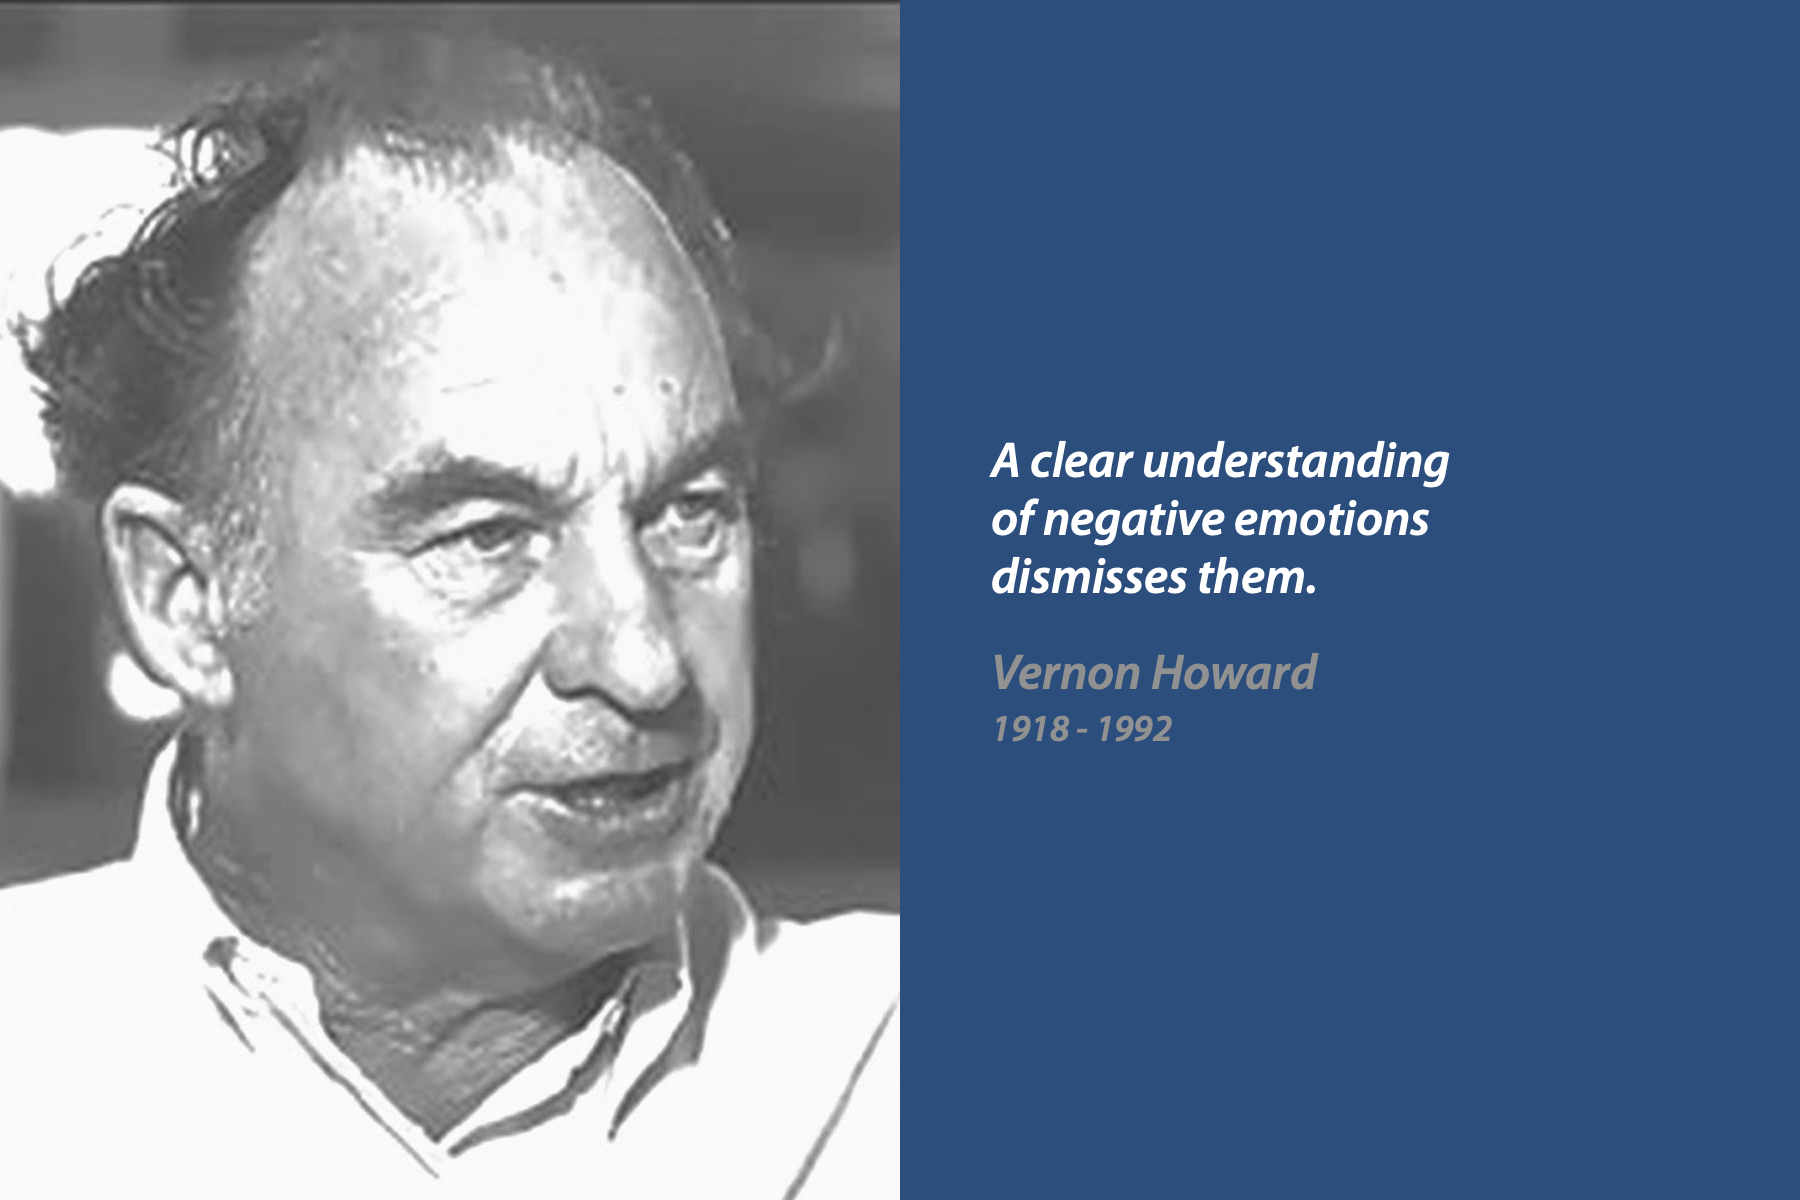 A clear understanding
of negative emotions
dismisses them.
Vernon Howard
1918 - 1992